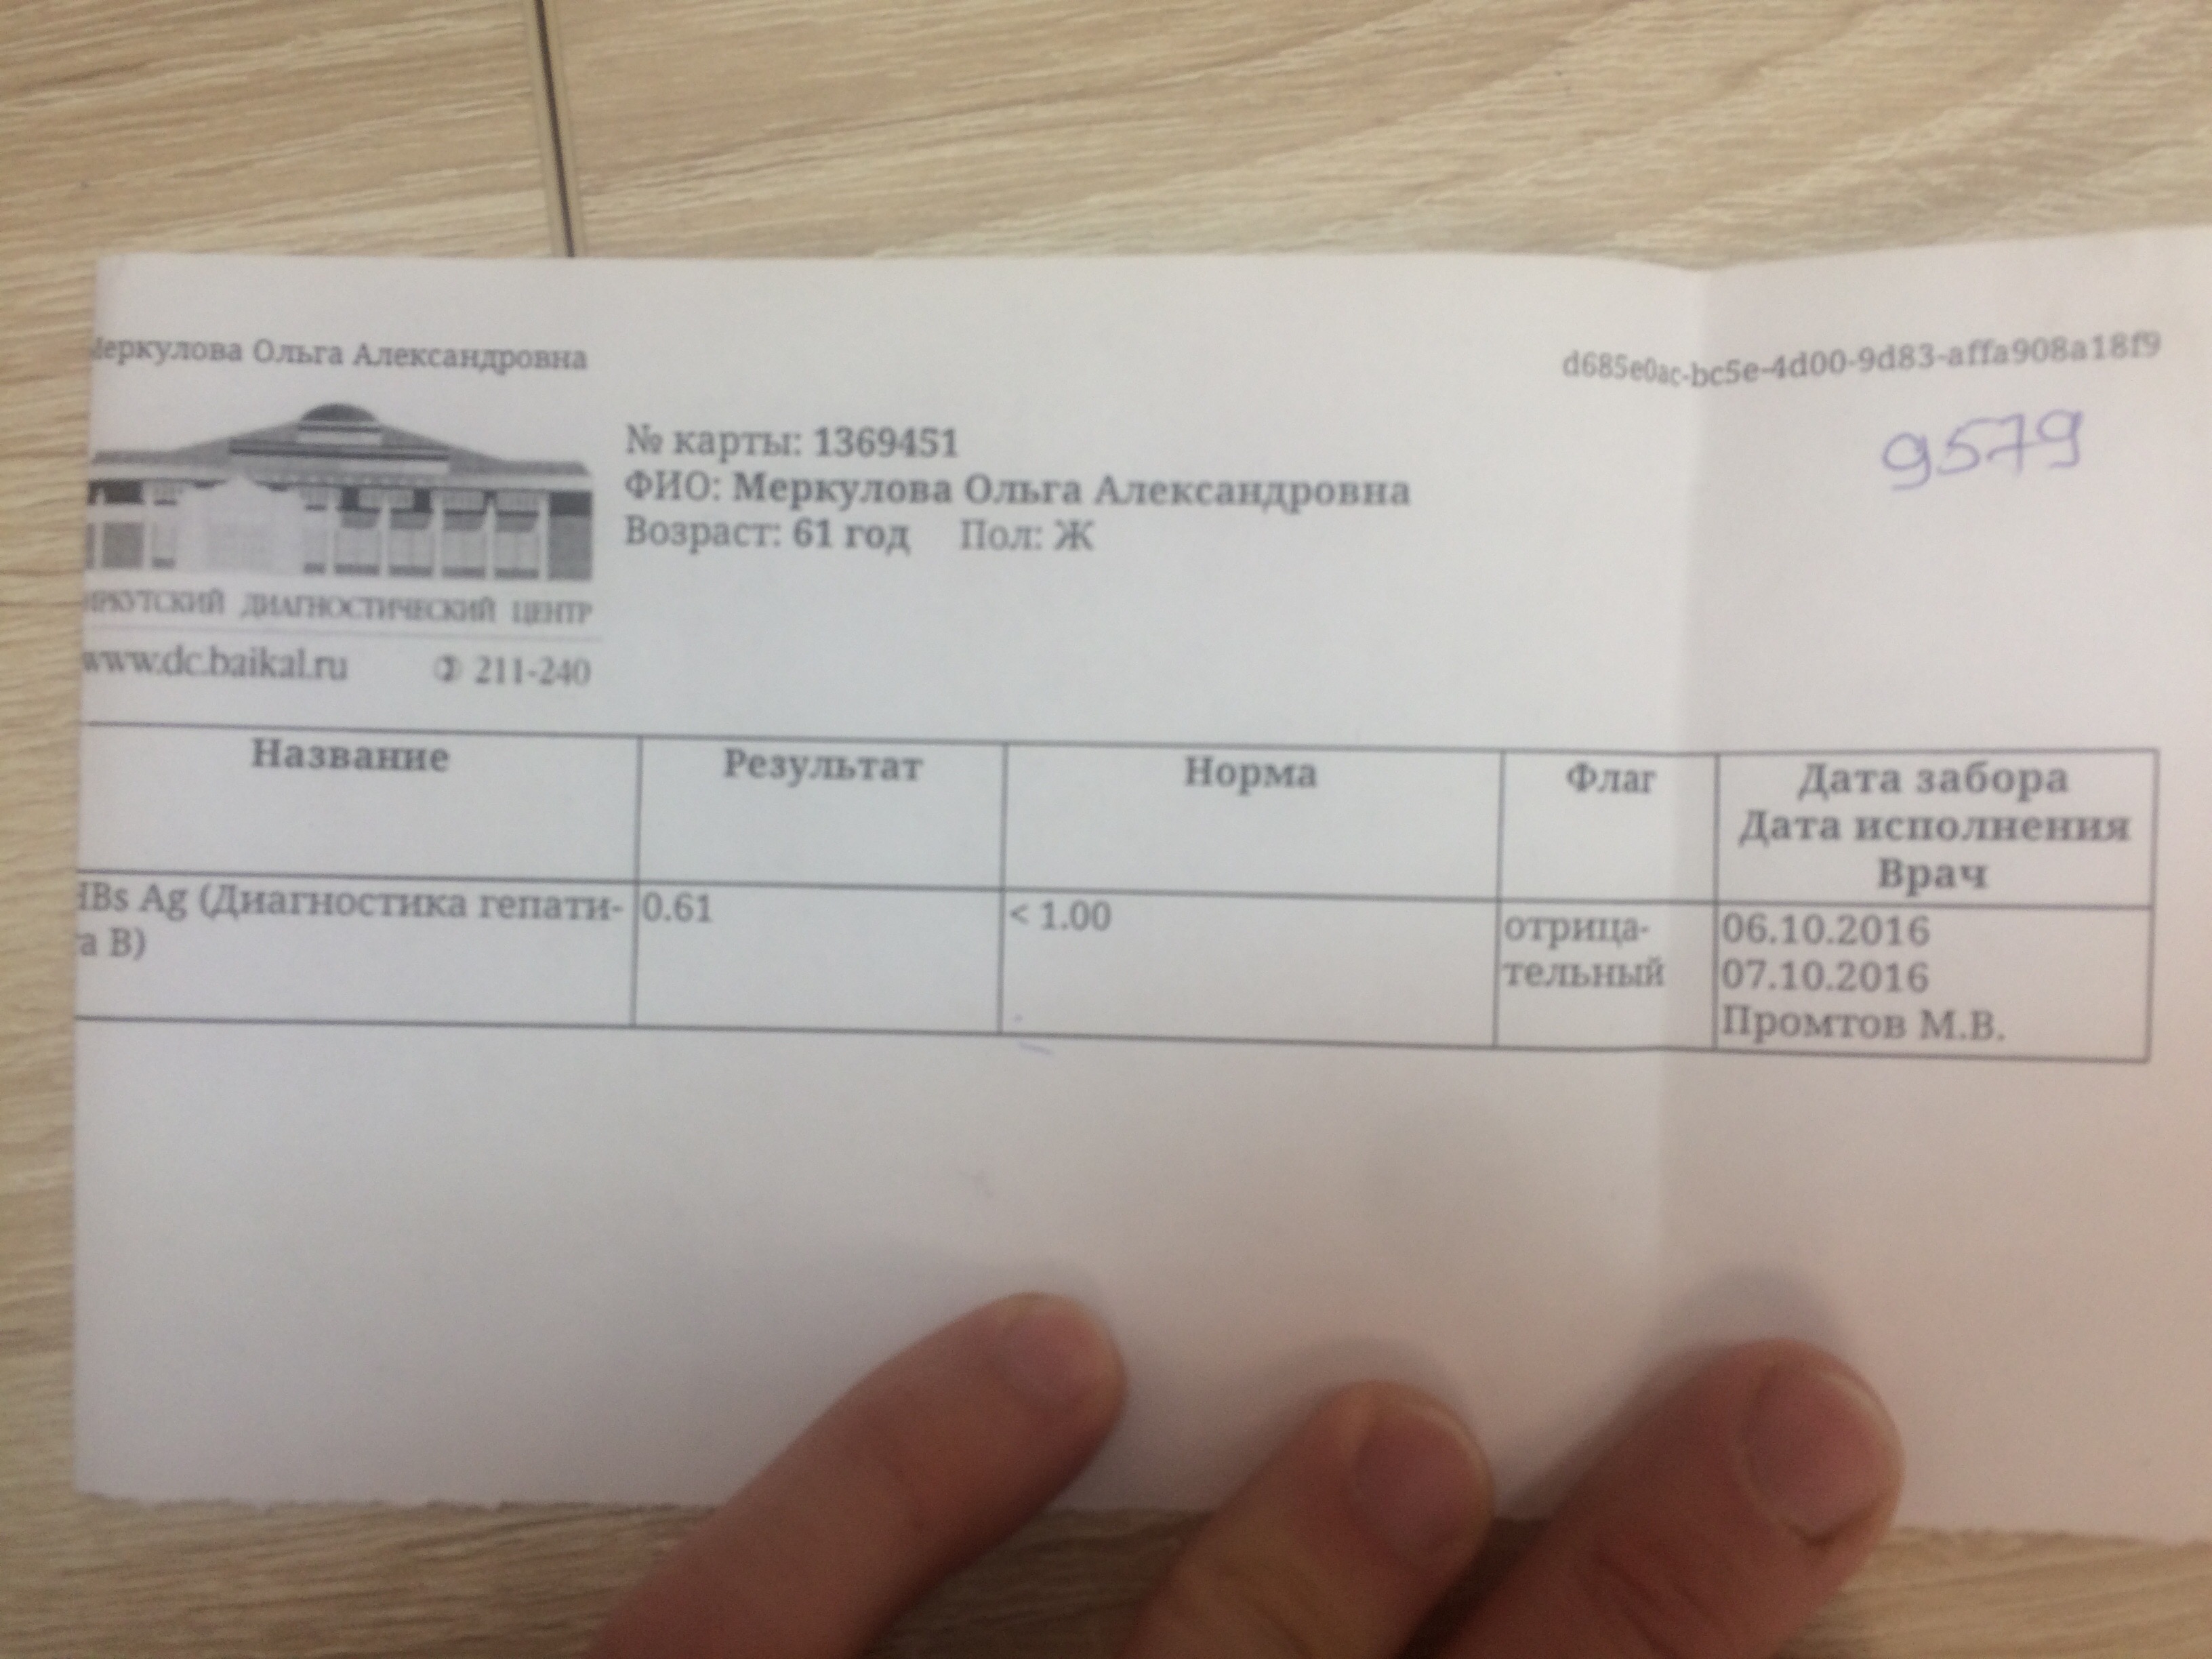 Меркулова Ольга Александровна
d685e0ac-bc5e-4d00-9d83-affa908a18f9
9579
№ карты: 1369451
ФИО: Меркулова Ольга Александровна
Возраст: 61 год Пол: Ж
ИРКУТСКИЙ ДИАГНОСТИЧЕСКИЙ ЦЕНТР
www.dc.baikal.ru ✆ 211-240
Название Результат Норма Флаг Дата забора
Дата исполнения
Врач
HBs Ag (Диагностика гепати- 0.61 < 1.00 отрица- 06.10.2016
та В) тельный 07.10.2016
Промтов М.В.